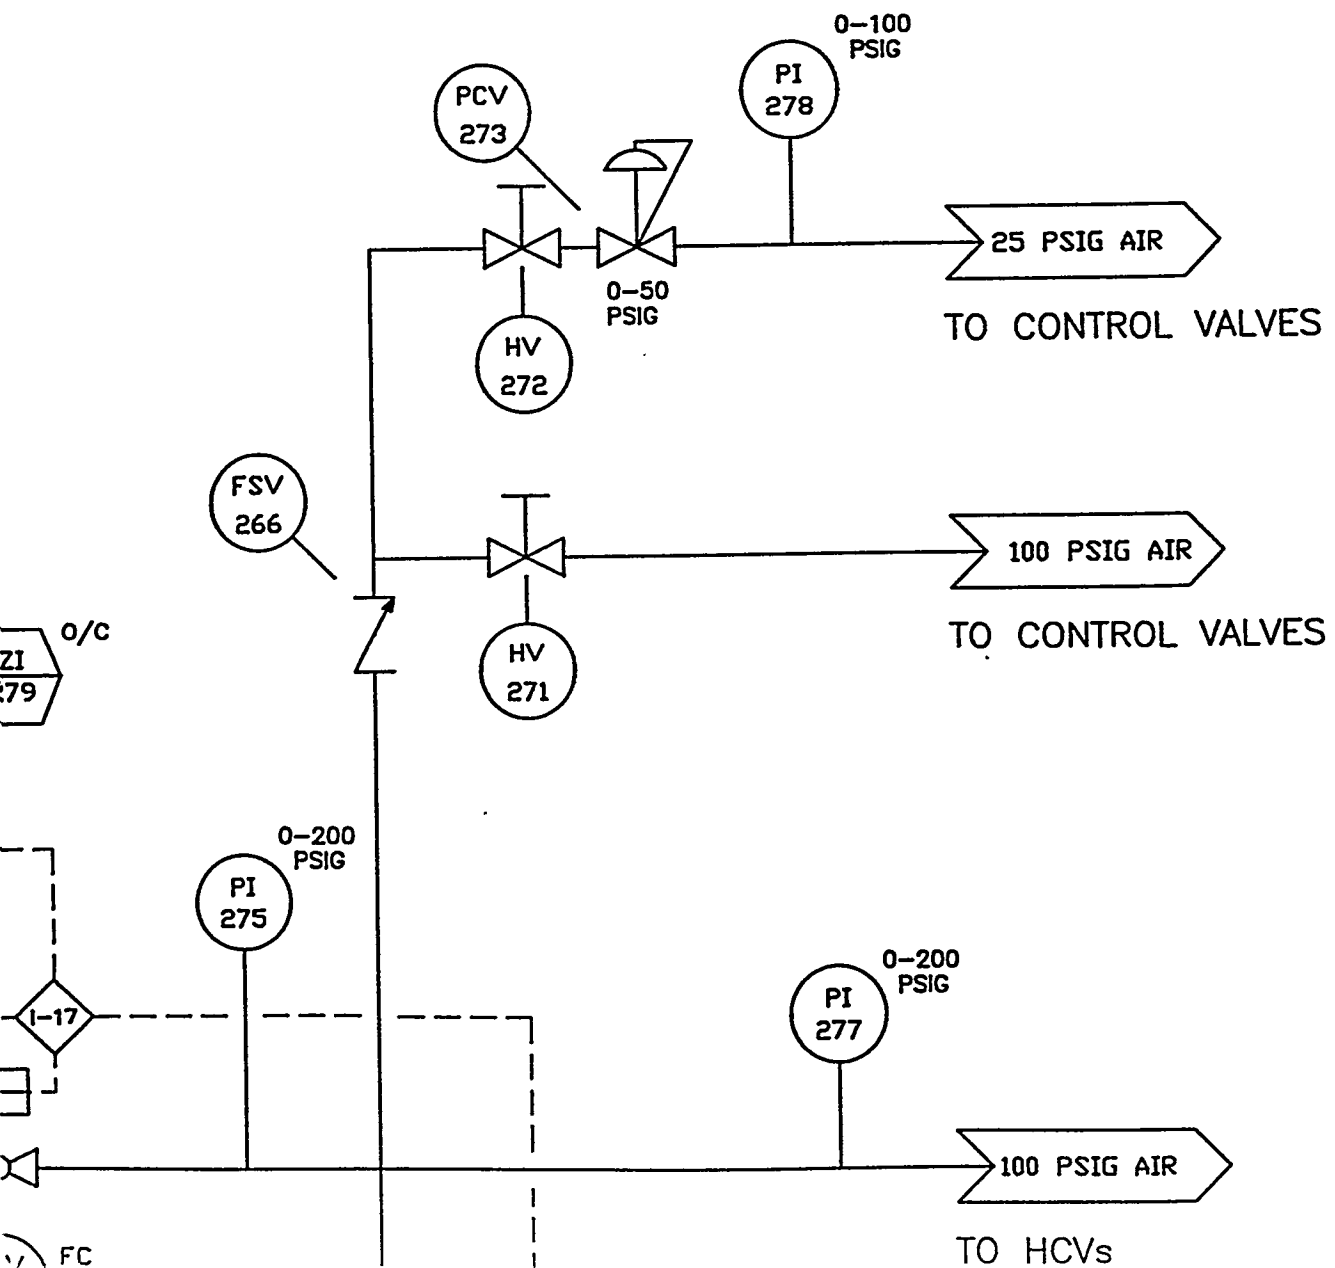 0-100
PSIG
PI
278
PCV
273
25 PSIG AIR
TO CONTROL VALVES
0-50
PSIG
HV
272
FSV
266
100 PSIG AIR
TO CONTROL VALVES
O/C
ZI
279
HV
271
0-200
PSIG
PI
275
0-200
PSIG
PI
277
I-17
100 PSIG AIR
TO HCVs
FC